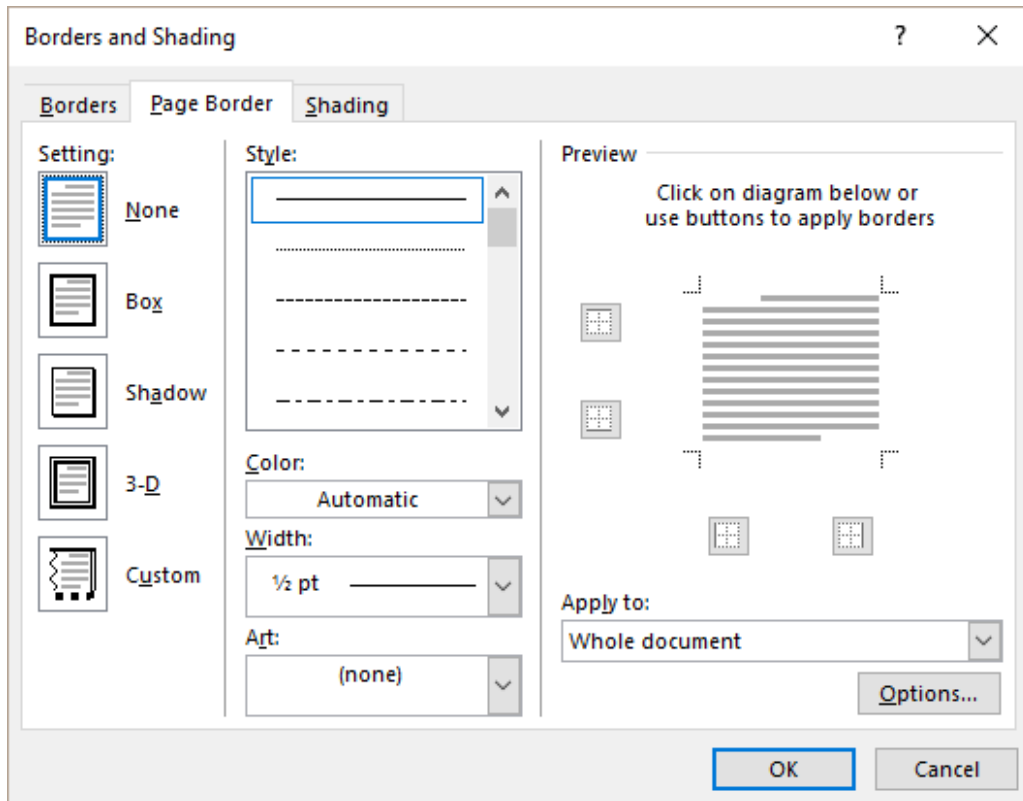 Borders and Shading
?
Borders
Page Border
Shading
Setting:
None
Box
Shadow
3-D
Custom
Style:
Color:
Automatic
Width:
½ pt
Art:
(none)
Preview
Click on diagram below or
use buttons to apply borders
Apply to:
Whole document
Options...
OK
Cancel